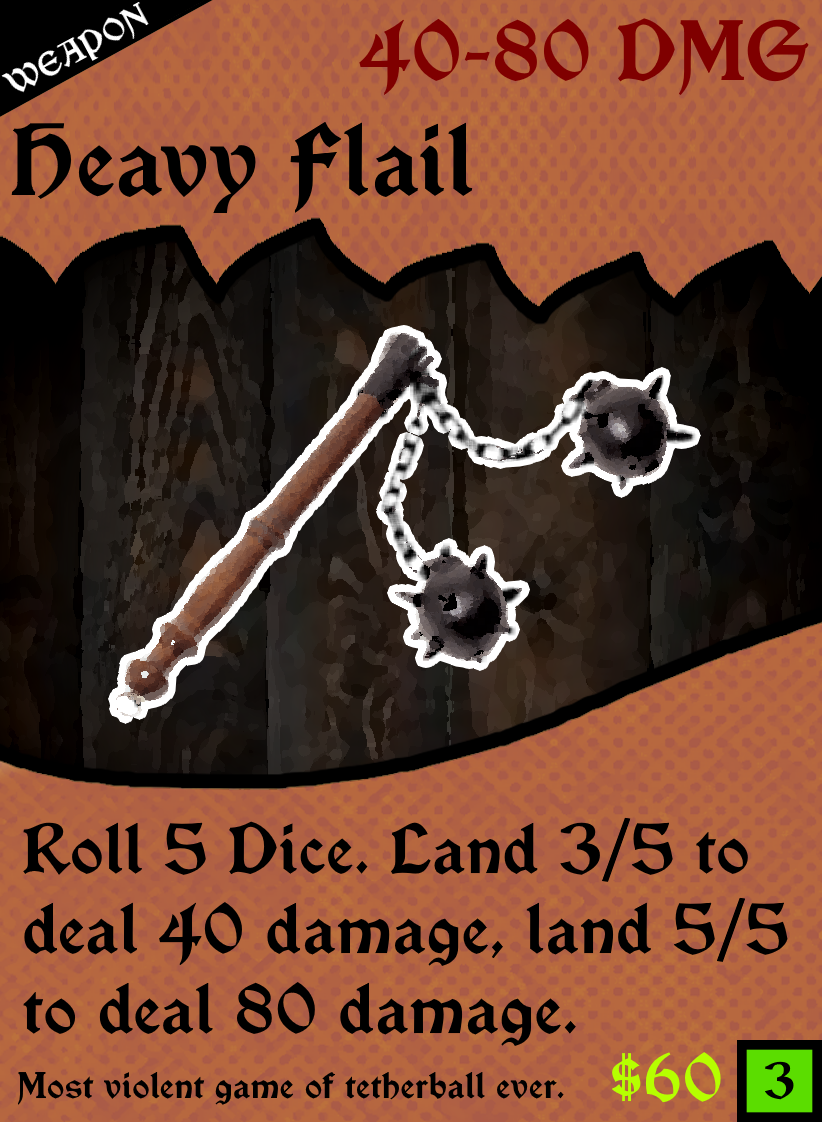 WEAPON
40-80 DMG
Heavy Flail
Roll 5 Dice. Land 3/5 to
deal 40 damage, land 5/5
to deal 80 damage.
Most violent game of tetherball ever.
$60
3